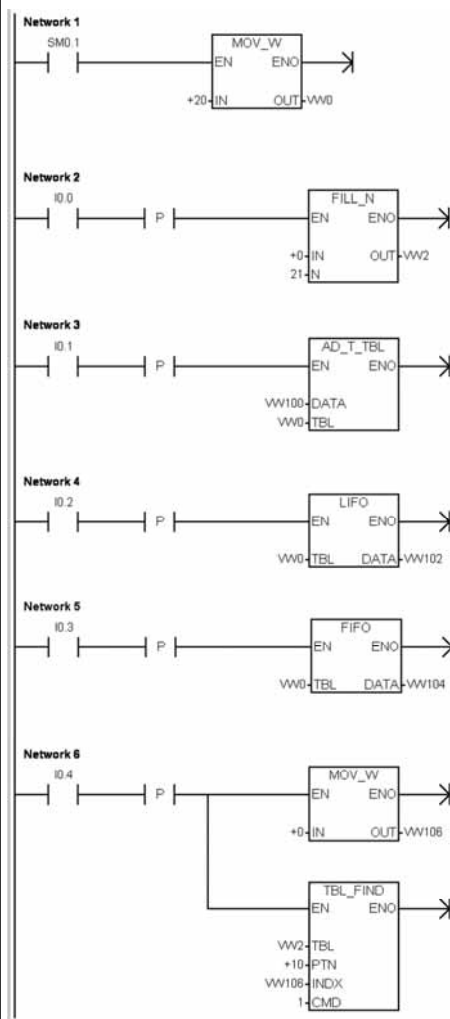 Network 1
SM0.1
MOV_W
EN ENO
+20 IN OUT VW0
Network 2
I0.0
FILL_N
P EN ENO
+0 IN OUT VW2
21 N
Network 3
I0.1
AD_T_TBL
P EN ENO
VW100 DATA
VW0 TBL
Network 4
I0.2
LIFO
P EN ENO
VW0 TBL DATA VW102
Network 5
I0.3
FIFO
P EN ENO
VW0 TBL DATA VW104
Network 6
I0.4
MOV_W
P EN ENO
+0 IN OUT VW106
TBL_FIND
EN ENO
VW2 TBL
+10 PTN
VW106 INDX
1 CMD